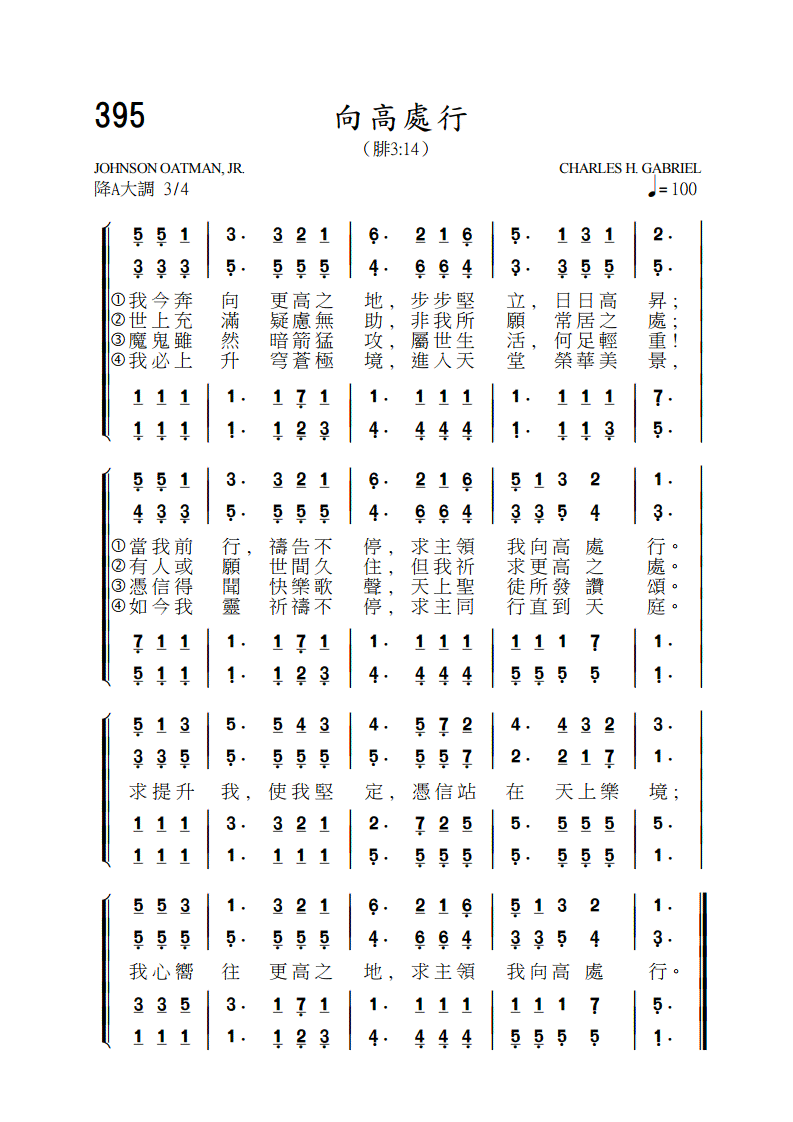 395
向高處行
（腓3:14）
JOHNSON OATMAN, JR. CHARLES H. GABRIEL
降A大調 3/4 ♩= 100
5̣ 5̣ 1 | 3 · 3 2 1 | 6̣ · 2 1 6̣ | 5̣ · 1 3 1 | 2 · |
3̣ 3̣ 3̣ | 5̣ · 5̣ 5̣ 5̣ | 4̣ · 6̣ 6̣ 4̣ | 3̣ · 3̣ 5̣ 5̣ | 5̣ · |
①我今奔 向 更高之 地，步步堅 立，日日高 昇；
②世上充 滿 疑慮無 助，非我所 願 常居之 處；
③魔鬼雖 然 暗箭猛 攻，屬世生 活，何足輕 重！
④我必上 升 穹蒼極 境，進入天 堂 榮華美 景，
1 1 1 | 1 · 1 7̣ 1 | 1 · 1 1 1 | 1 · 1 1 1 | 7̣ · |
1̣ 1̣ 1̣ | 1̣ · 1̣ 2̣ 3̣ | 4̣ · 4̣ 4̣ 4̣ | 1̣ · 1̣ 1̣ 3̣ | 5̣ · |
5̣ 5̣ 1 | 3 · 3 2 1 | 6̣ · 2 1 6̣ | 5̣ 1 3 2 | 1 · |
4̣ 3̣ 3̣ | 5̣ · 5̣ 5̣ 5̣ | 4̣ · 6̣ 6̣ 4̣ | 3̣ 3̣ 5̣ 4̣ | 3̣ · |
①當我前 行，禱告不 停，求主領 我向高 處 行。
②有人或 願 世間久 住，但我祈 求更高 之 處。
③憑信得 聞 快樂歌 聲，天上聖 徒所發 讚 頌。
④如今我 靈 祈禱不 停，求主同 行直到 天 庭。
7̣ 1 1 | 1 · 1 7̣ 1 | 1 · 1 1 1 | 1 1 1 7̣ | 1 · |
5̣ 1̣ 1̣ | 1̣ · 1̣ 2̣ 3̣ | 4̣ · 4̣ 4̣ 4̣ | 5̣ 5̣ 5̣ 5̣ | 1̣ · |
5̣ 1 3 | 5 · 5 4 3 | 4 · 5̣ 7̣ 2 | 4 · 4 3 2 | 3 · |
3̣ 3̣ 5̣ | 5̣ · 5̣ 5̣ 5̣ | 5̣ · 5̣ 5̣ 7̣ | 2 · 2 1 7̣ | 1 · |
求提升 我，使我堅 定，憑信站 在 天上樂 境；
1 1 1 | 3 · 3 2 1 | 2 · 7̣ 2 5 | 5 · 5 5 5 | 5 · |
1 1 1 | 1 · 1 1 1 | 5̣ · 5̣ 5̣ 5̣ | 5̣ · 5̣ 5̣ 5̣ | 1 · |
5 5 3 | 1 · 3 2 1 | 6̣ · 2 1 6̣ | 5̣ 1 3 2 | 1 · ‖
5̣ 5̣ 5̣ | 5̣ · 5̣ 5̣ 5̣ | 4̣ · 6̣ 6̣ 4̣ | 3̣ 3̣ 5̣ 4̣ | 3̣ · ‖
我心嚮 往 更高之 地，求主領 我向高 處 行。
3 3 5 | 3 · 1 7̣ 1 | 1 · 1 1 1 | 1 1 1 7̣ | 5̣ · ‖
1 1 1 | 1 · 1̣ 2̣ 3̣ | 4̣ · 4̣ 4̣ 4̣ | 5̣ 5̣ 5̣ 5̣ | 1̣ · ‖